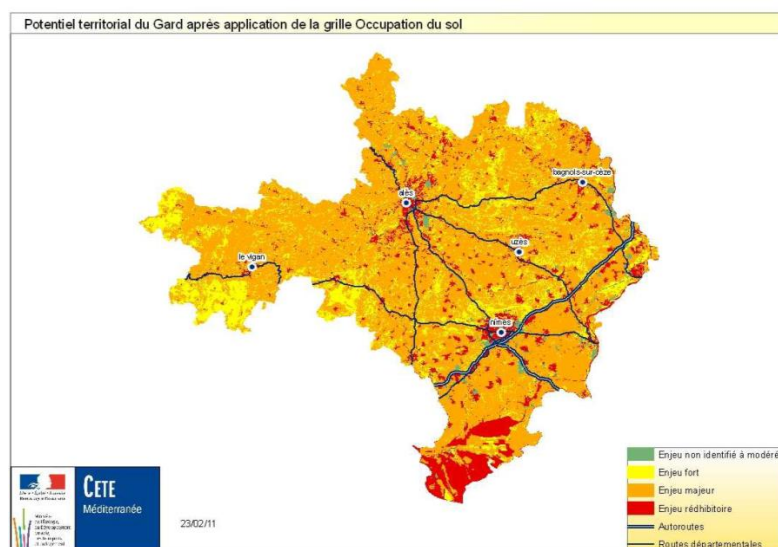 Potentiel territorial du Gard après application de la grille Occupation du sol
bagnols-sur-cèze
alès
uzès
le vigan
nîmes
Enjeu non identifié à modéré
Enjeu fort
Enjeu majeur
Enjeu rédhibitoire
Autoroutes
Routes départementales
CETE
Méditerranée
23/02/11